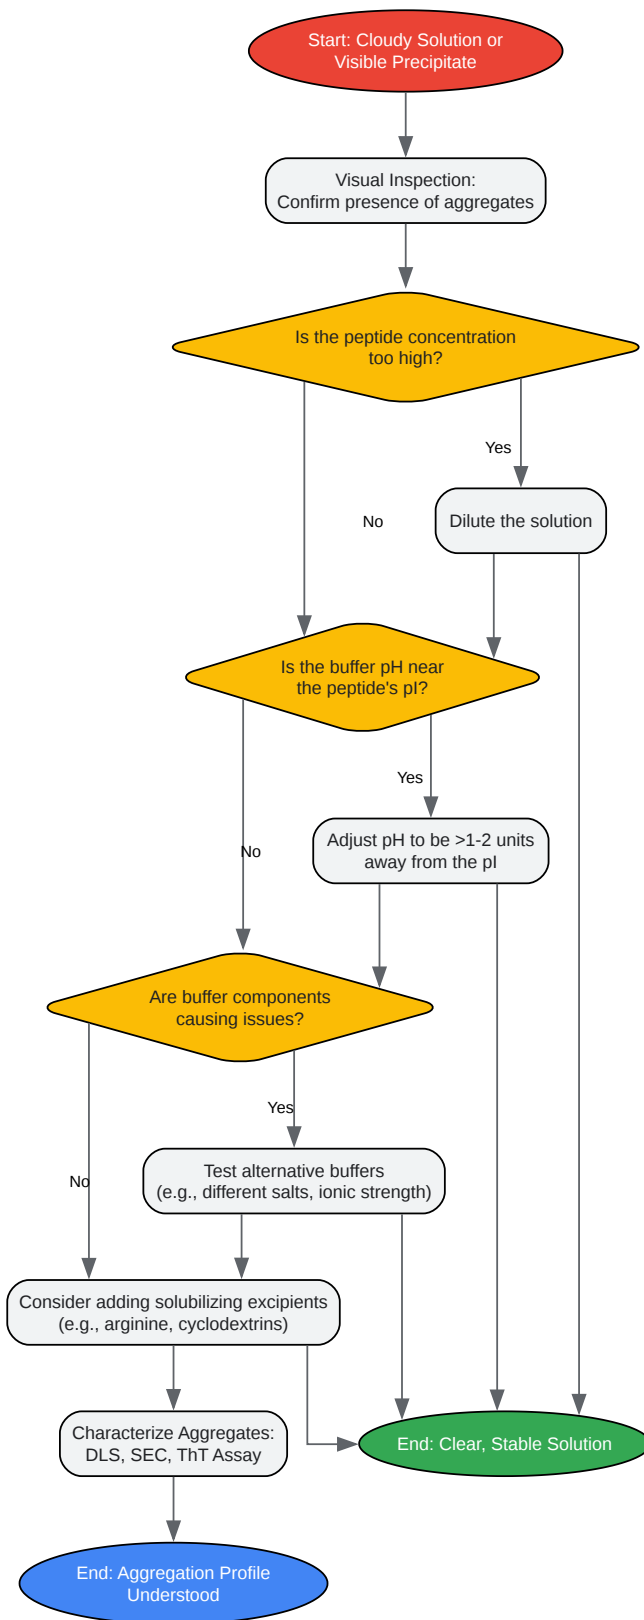 Start: Cloudy Solution or
Visible Precipitate
Visual Inspection:
Confirm presence of aggregates
Is the peptide concentration
too high?
Yes
No
Dilute the solution
Is the buffer pH near
the peptide's pI?
Yes
No
Adjust pH to be >1-2 units
away from the pI
Are buffer components
causing issues?
Yes
No
Test alternative buffers
(e.g., different salts, ionic strength)
Consider adding solubilizing excipients
(e.g., arginine, cyclodextrins)
Characterize Aggregates:
DLS, SEC, ThT Assay
End: Clear, Stable Solution
End: Aggregation Profile
Understood